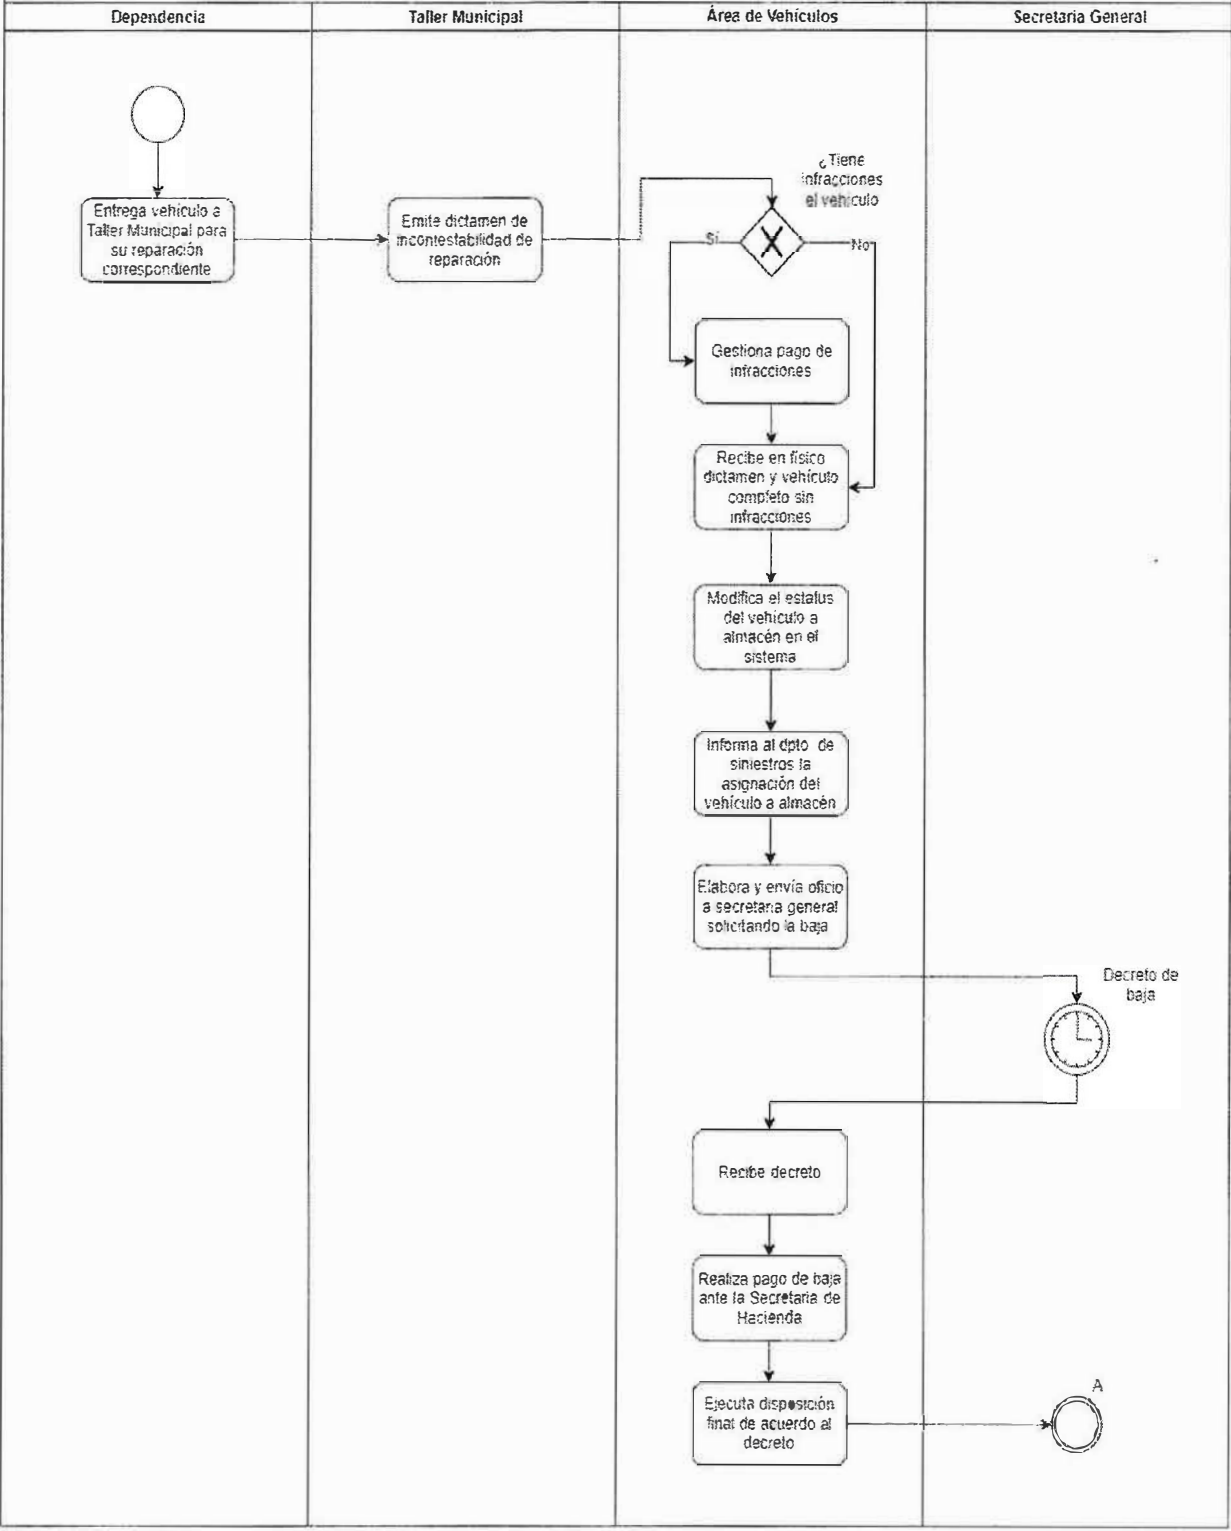 Dependencia
Taller Municipal
Área de Vehículos
Secretaria General
¿Tiene
infracciones
el vehículo
Entrega vehículo a
Taller Municipal para
su reparación
correspondiente
Emite dictamen de
incontestabilidad de
reparación
Sí
No
Gestiona pago de
infracciones
Recibe en físico
dictamen y vehículo
completo sin
infracciones
Modifica el estatus
del vehículo a
almacén en el
sistema
Informa al dpto de
siniestros la
asignación del
vehículo a almacén
Elabora y envía oficio
a secretaria general
solicitando la baja
Decreto de
baja
Recibe decreto
Realiza pago de baja
ante la Secretaria de
Hacienda
Ejecuta disposición
final de acuerdo al
decreto
A